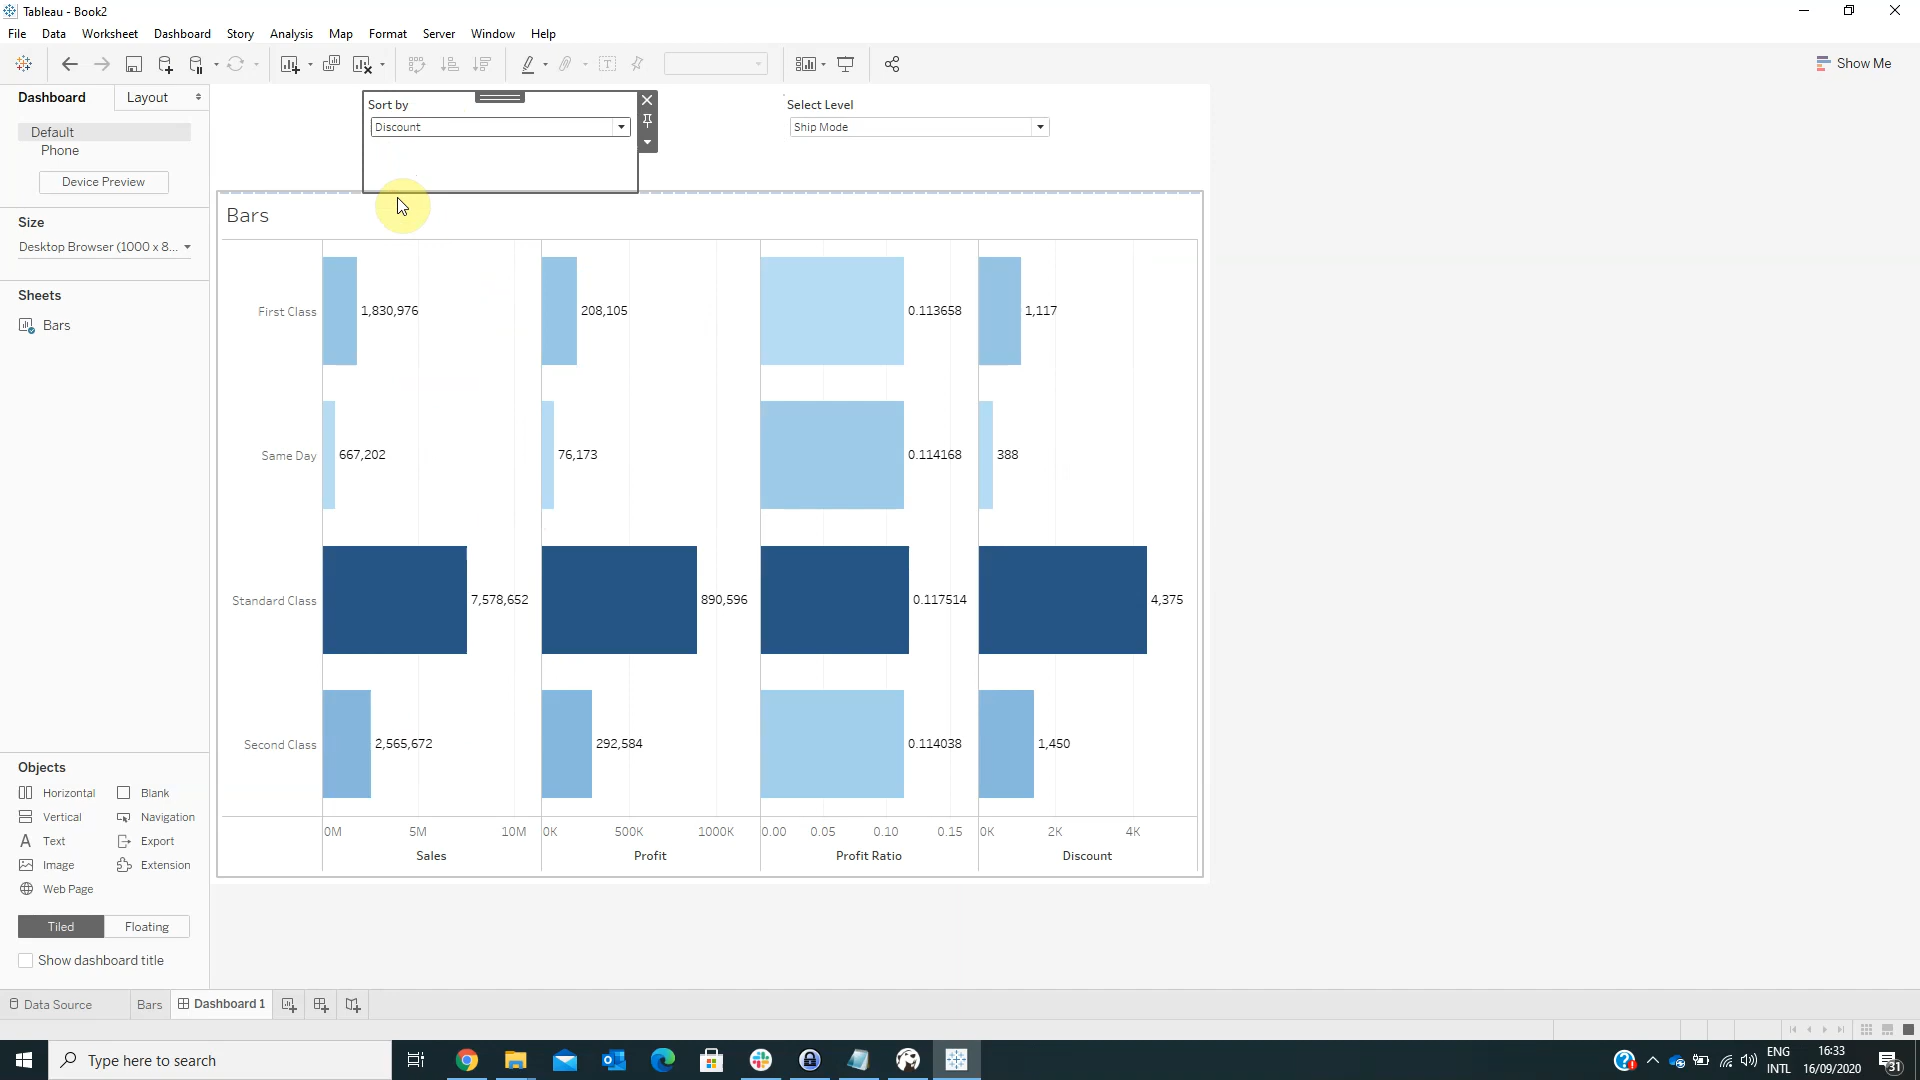 Tableau - Book2
File Data Worksheet Dashboard Story Analysis Map Format Server Window Help
Show Me
Dashboard Layout
Default
Phone
Device Preview
Size
Desktop Browser (1000 x 8...
Sheets
Bars
Sort by
Discount
Select Level
Ship Mode
Bars
First Class 1,830,976 208,105 0.113658 1,117
Same Day 667,202 76,173 0.114168 388
Standard Class 7,578,652 890,596 0.117514 4,375
Second Class 2,565,672 292,584 0.114038 1,450
0M 5M 10M 0K 500K 1000K 0.00 0.05 0.10 0.15 0K 2K 4K
Sales Profit Profit Ratio Discount
Objects
Horizontal Blank
Vertical Navigation
A Text Export
Image Extension
Web Page
Tiled Floating
Show dashboard title
Data Source Bars Dashboard 1
Type here to search
ENG
INTL
16:33
16/09/2020
31